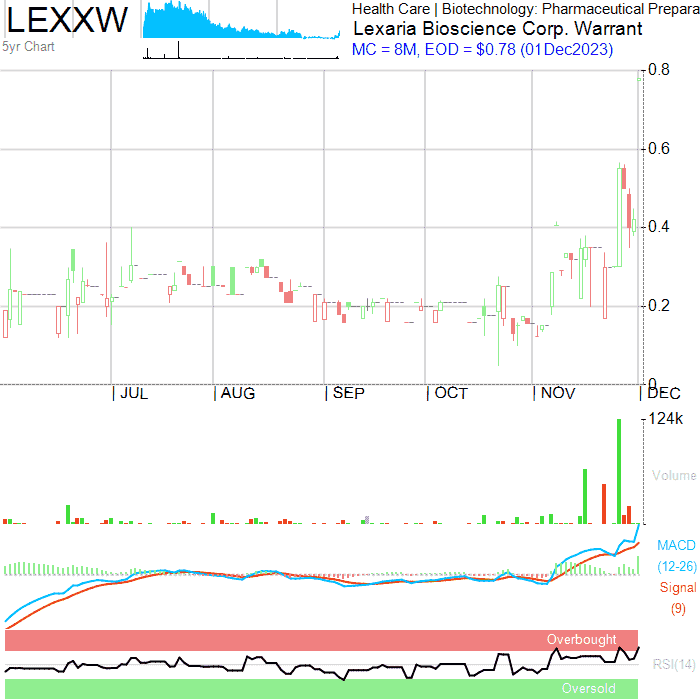 LEXXW
5yr Chart
Health Care | Biotechnology: Pharmaceutical Prepara
Lexaria Bioscience Corp. Warrant
MC = 8M, EOD = $0.78 (01Dec2023)
0.8
0.6
0.4
0.2
0
JUL AUG SEP OCT NOV DEC
124k
Volume
MACD
(12-26)
Signal
(9)
Overbought
RSI(14)
Oversold